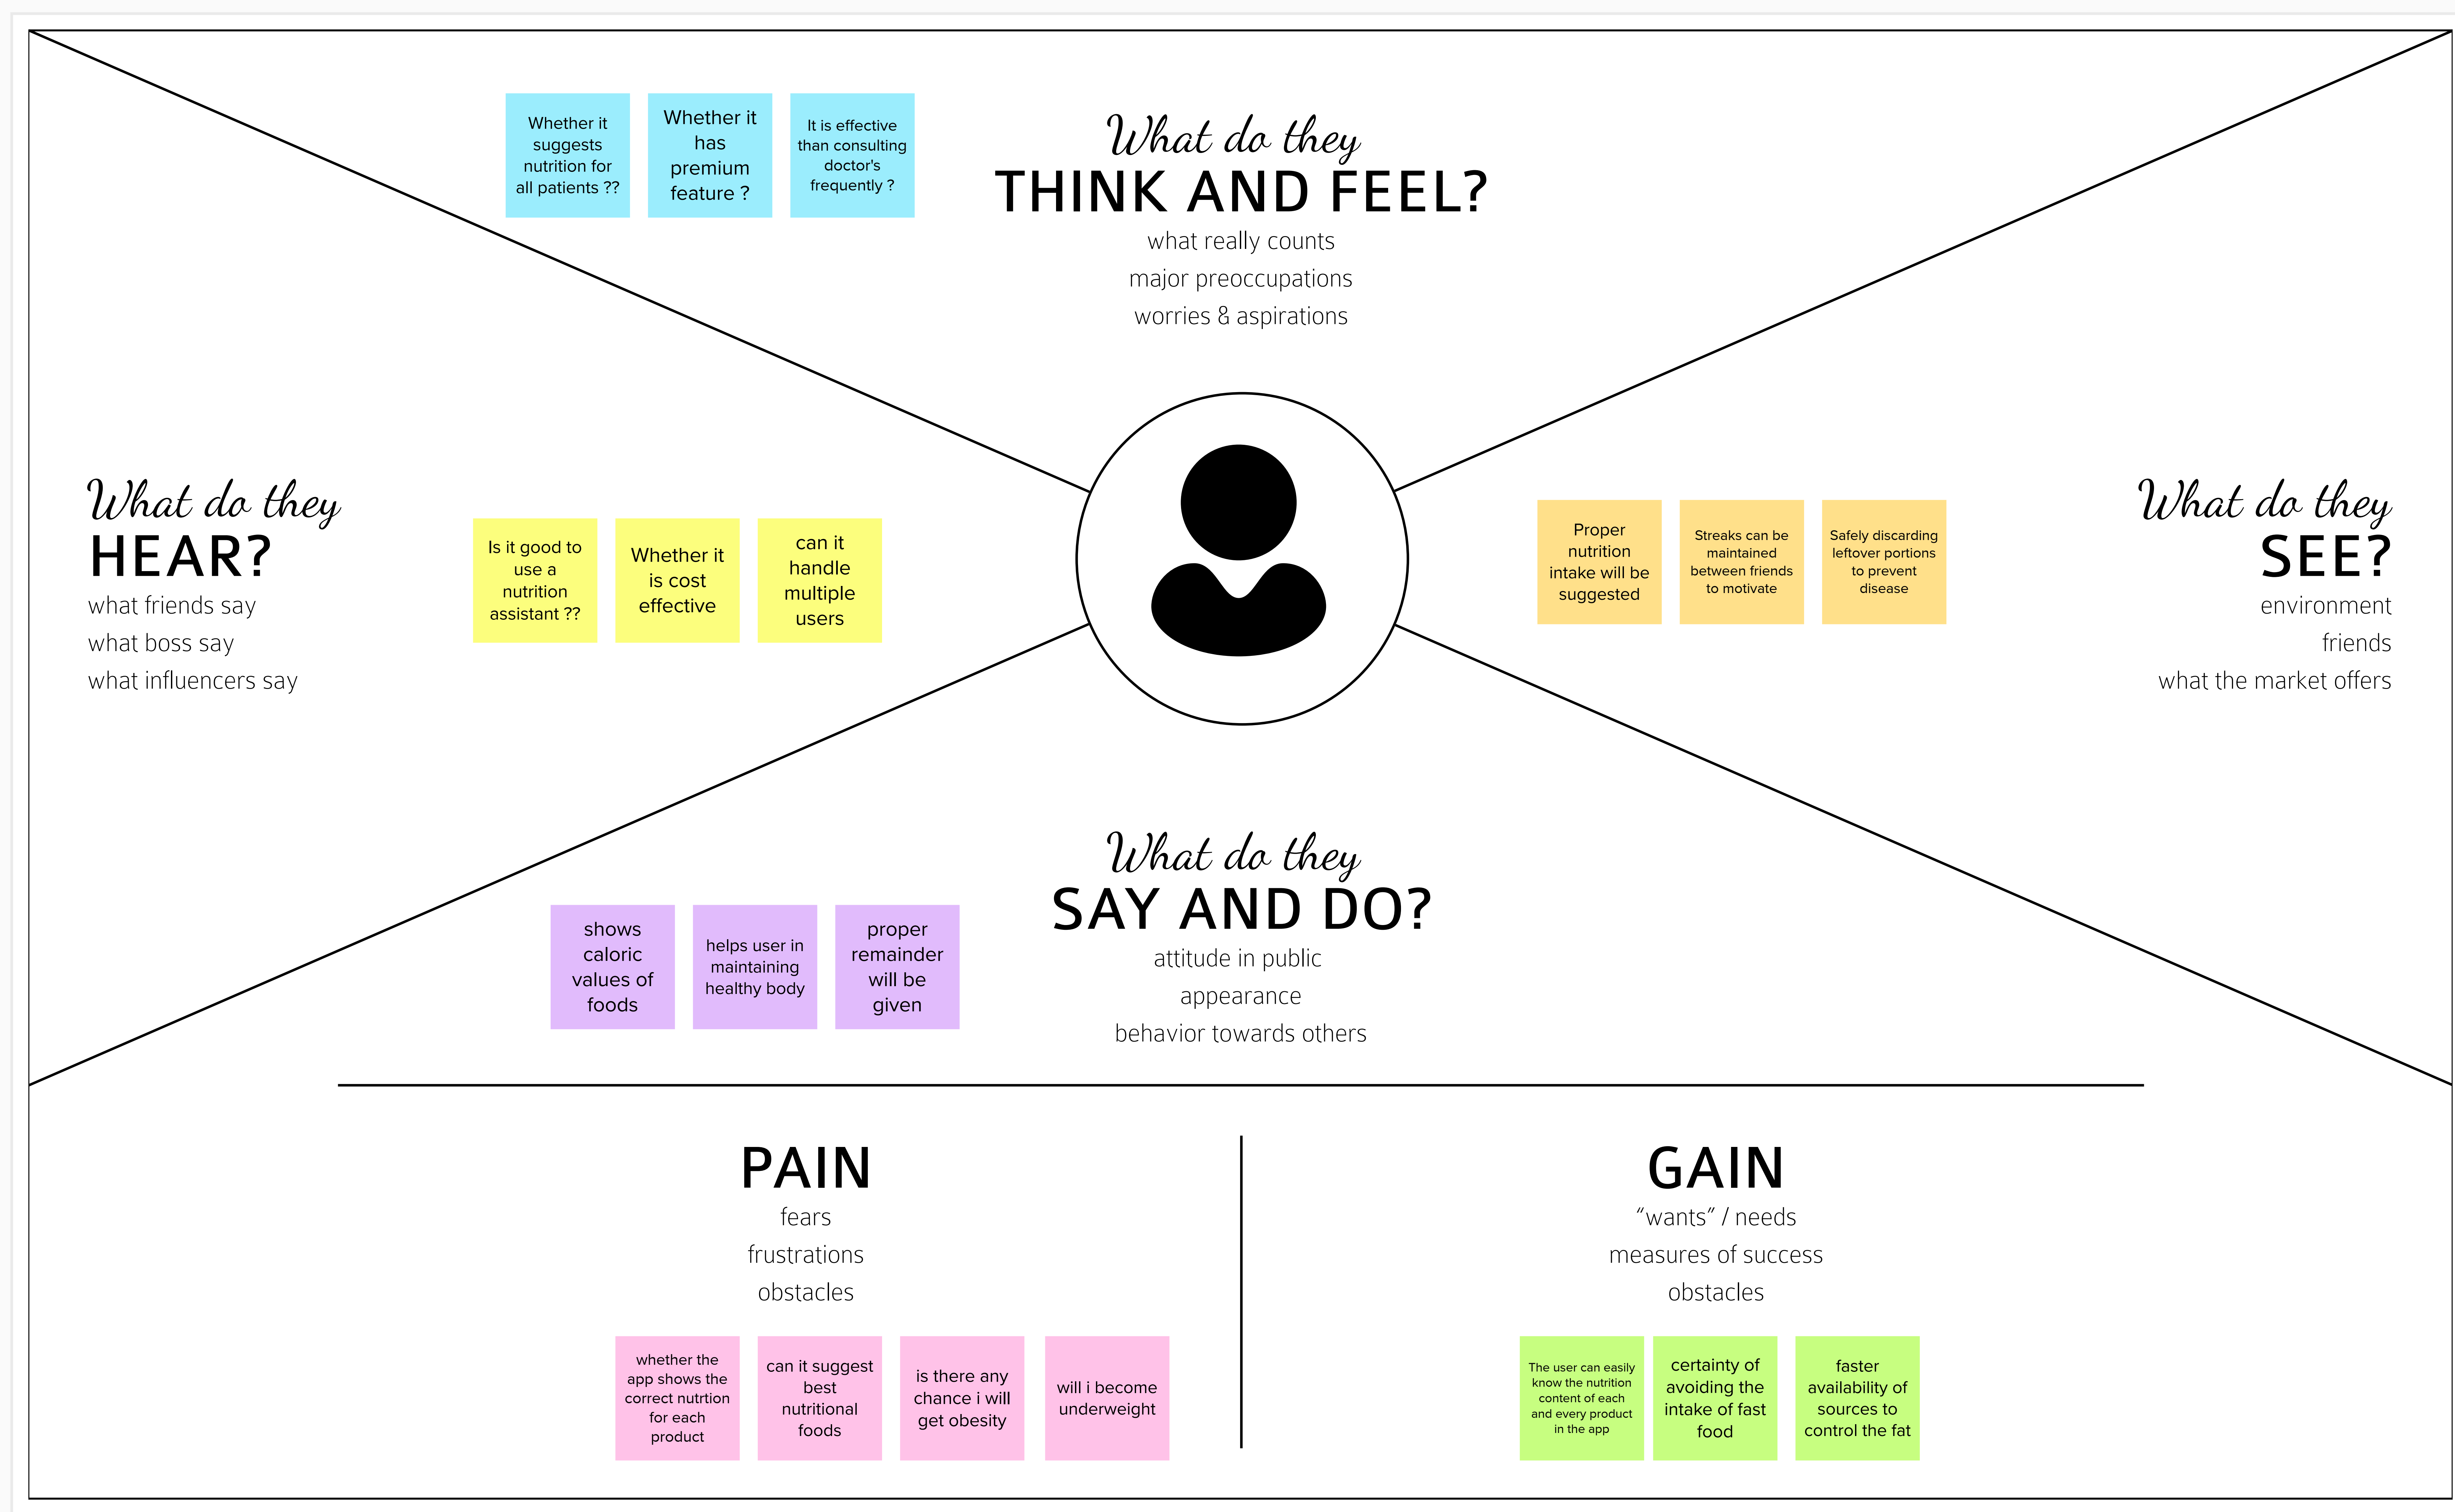 Whether it
suggests
nutrition for
all patients ??
Whether it
has
premium
feature ?
It is effective
than consulting
doctor's
frequently ?
What do they
THINK AND FEEL?
what really counts
major preoccupations
worries & aspirations
What do they
HEAR?
what friends say
what boss say
what influencers say
Is it good to
use a
nutrition
assistant ??
Whether it
is cost
effective
can it
handle
multiple
users
Proper
nutrition
intake will be
suggested
Streaks can be
maintained
between friends
to motivate
Safely discarding
leftover portions
to prevent
disease
What do they
SEE?
environment
friends
what the market offers
shows
caloric
values of
foods
helps user in
maintaining
healthy body
proper
remainder
will be
given
What do they
SAY AND DO?
attitude in public
appearance
behavior towards others
PAIN
fears
frustrations
obstacles
whether the
app shows the
correct nutrtion
for each
product
can it suggest
best
nutritional
foods
is there any
chance i will
get obesity
will i become
underweight
GAIN
“wants” / needs
measures of success
obstacles
The user can easily
know the nutrition
content of each
and every product
in the app
certainty of
avoiding the
intake of fast
food
faster
availability of
sources to
control the fat